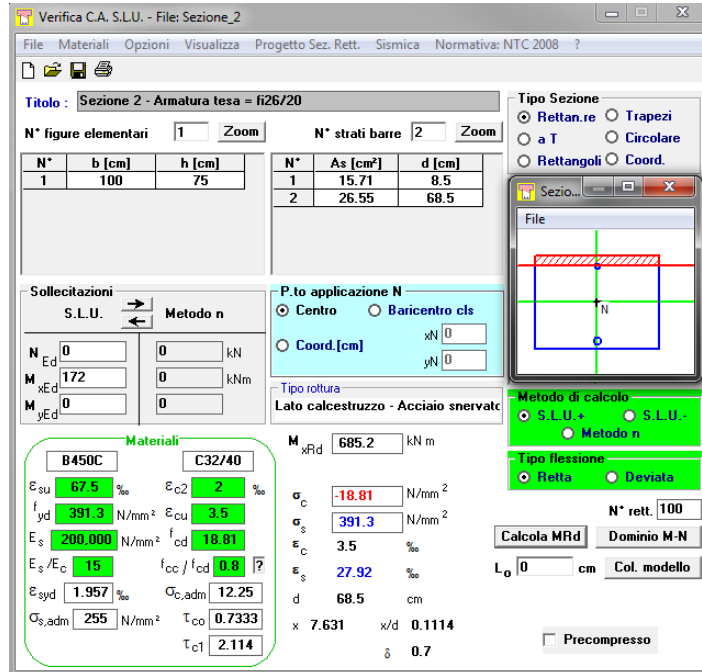 Verifica C.A. S.L.U. - File: Sezione_2
File Materiali Opzioni Visualizza Progetto Sez. Rett. Sismica Normativa: NTC 2008 ?
Titolo : Sezione 2 - Armatura tesa = fi26/20
N° figure elementari 1 Zoom
N° strati barre 2 Zoom
N° b [cm] h [cm]
1 100 75
N° As [cm²] d [cm]
1 15.71 8.5
2 26.55 68.5
Tipo Sezione
Rettan.re Trapezi
a T Circolare
Rettangoli Coord.
Sezio...
File
N
Sollecitazioni
S.L.U. Metodo n
N Ed 0 0 kN
M xEd 172 0 kNm
M yEd 0 0
P.to applicazione N
Centro Baricentro cls
Coord.[cm] xN 0
yN 0
Tipo rottura
Lato calcestruzzo - Acciaio snervato
Metodo di calcolo
S.L.U.+ S.L.U.-
Metodo n
Tipo flessione
Retta Deviata
Materiali
B450C C32/40
εsu 67.5 ‰ εc2 2 ‰
fyd 391.3 N/mm² εcu 3.5
Es 200,000 N/mm² fcd 18.81
Es/Ec 15 fcc / fcd 0.8 ?
εsyd 1.957 ‰ σc,adm 12.25
σs,adm 255 N/mm² τco 0.7333
τc1 2.114
M xRd 685.2 kN m
σc -18.81 N/mm²
σs 391.3 N/mm²
εc 3.5 ‰
εs 27.92 ‰
d 68.5 cm
x 7.631 x/d 0.1114
δ 0.7
N° rett. 100
Calcola MRd Dominio M-N
Lo 0 cm Col. modello
Precompresso